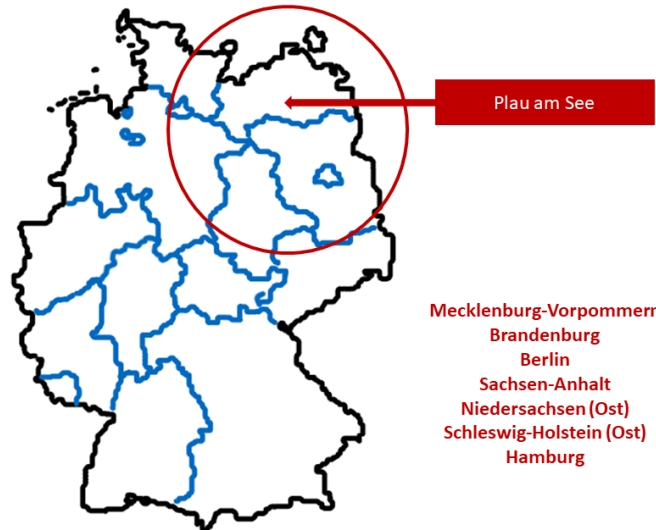 Plau am See
Mecklenburg-Vorpommern
Brandenburg
Berlin
Sachsen-Anhalt
Niedersachsen (Ost)
Schleswig-Holstein (Ost)
Hamburg